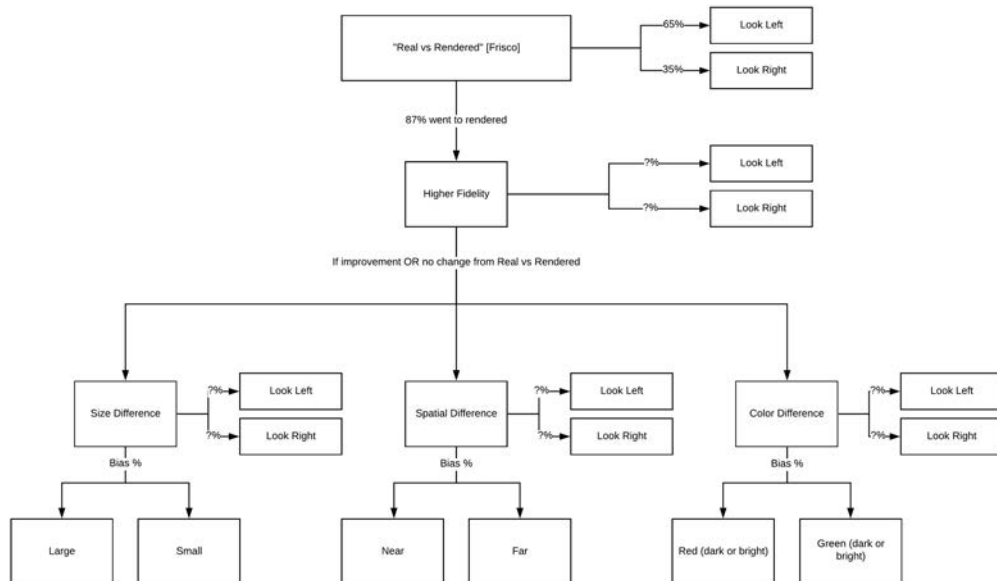 "Real vs Rendered" [Frisco]
65%
Look Left
35%
Look Right
87% went to rendered
Higher Fidelity
?%
Look Left
?%
Look Right
If improvement OR no change from Real vs Rendered
Size Difference
?%
Look Left
?%
Look Right
Spatial Difference
?%
Look Left
?%
Look Right
Color Difference
?%
Look Left
?%
Look Right
Bias %
Bias %
Bias %
Large
Small
Near
Far
Red (dark or bright)
Green (dark or
bright)